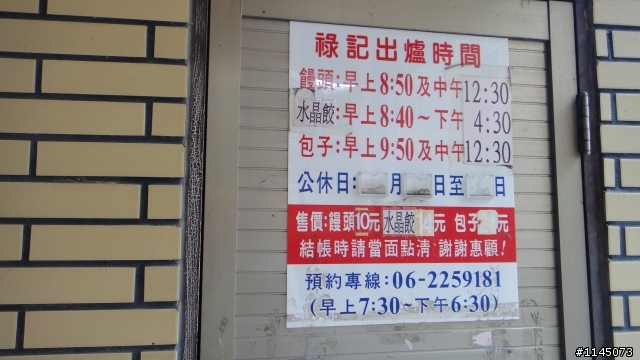 祿記出爐時間
饅頭:早上8:50及中午12:30
水晶餃:早上8:40~下午4:30
包子:早上9:50及中午12:30
公休日: 月 日至 日
售價:饅頭10元 水晶餃14元 包子 元
結帳時請當面點清 謝謝惠顧!
預約專線:06-2259181
(早上7:30~下午6:30)
#1145073